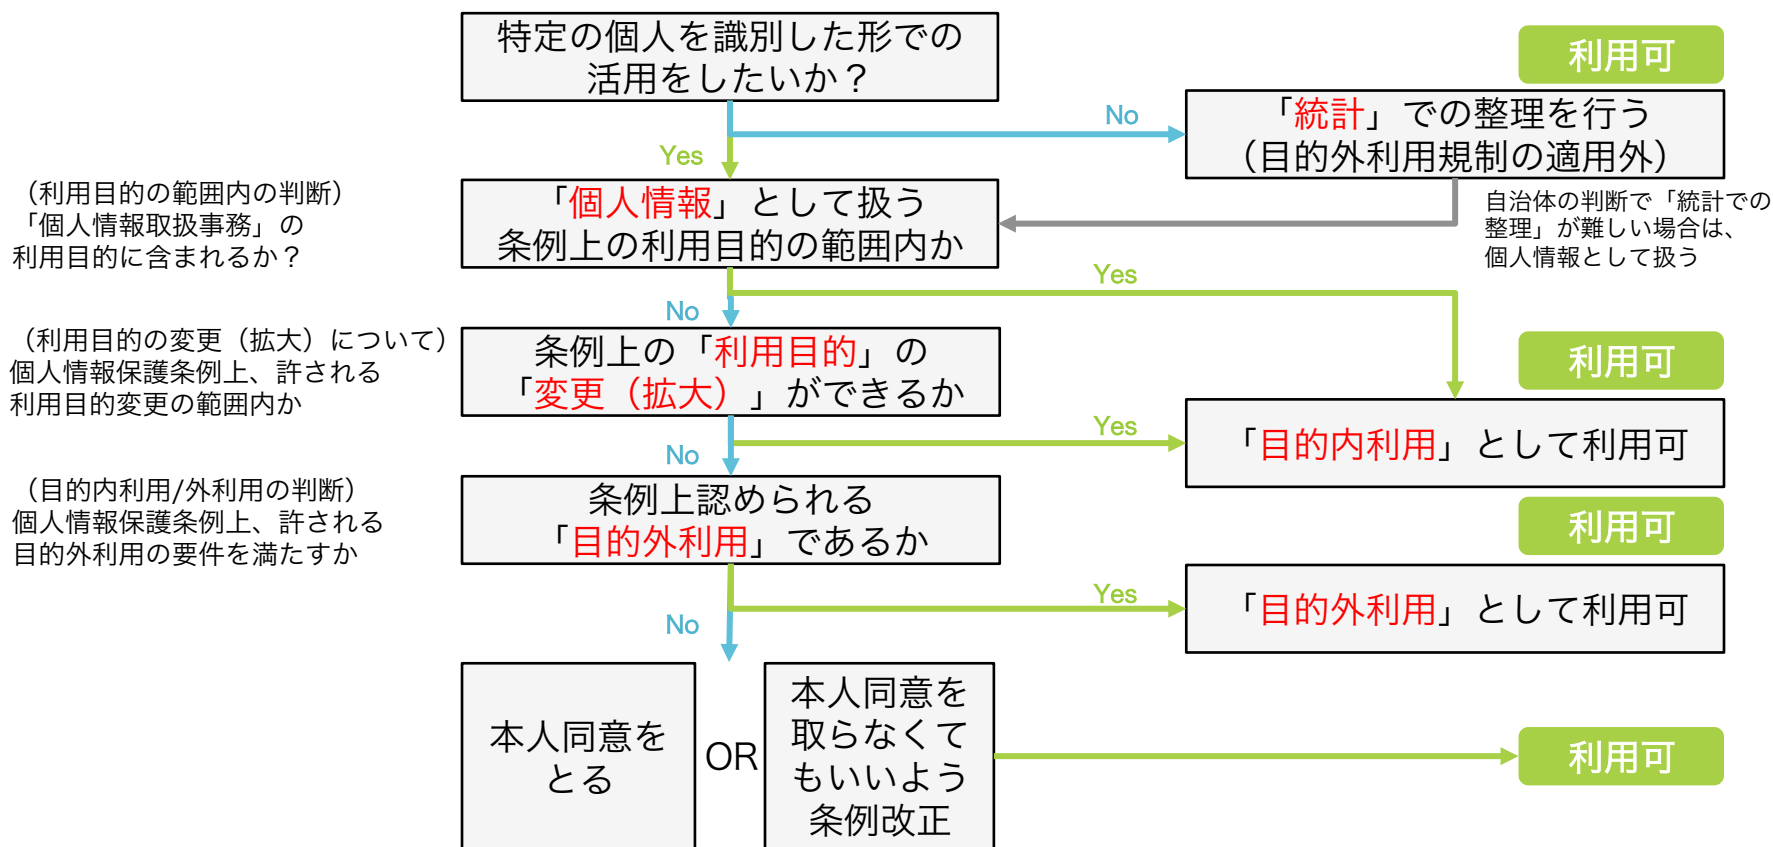 特定の個人を識別した形での
活用をしたいか？
利用可
No
「統計」での整理を行う
（目的外利用規制の適用外）
Yes
（利用目的の範囲内の判断）
「個人情報取扱事務」の
利用目的に含まれるか？
「個人情報」として扱う
条例上の利用目的の範囲内か
自治体の判断で「統計での
整理」が難しい場合は、
個人情報として扱う
Yes
No
（利用目的の変更（拡大）について）
個人情報保護条例上、許される
利用目的変更の範囲内か
条例上の「利用目的」の
「変更（拡大）」ができるか
利用可
Yes
「目的内利用」として利用可
No
（目的内利用/外利用の判断）
個人情報保護条例上、許される
目的外利用の要件を満たすか
条例上認められる
「目的外利用」であるか
利用可
Yes
「目的外利用」として利用可
No
本人同意を
とる
OR
本人同意を
取らなくて
もいいよう
条例改正
利用可